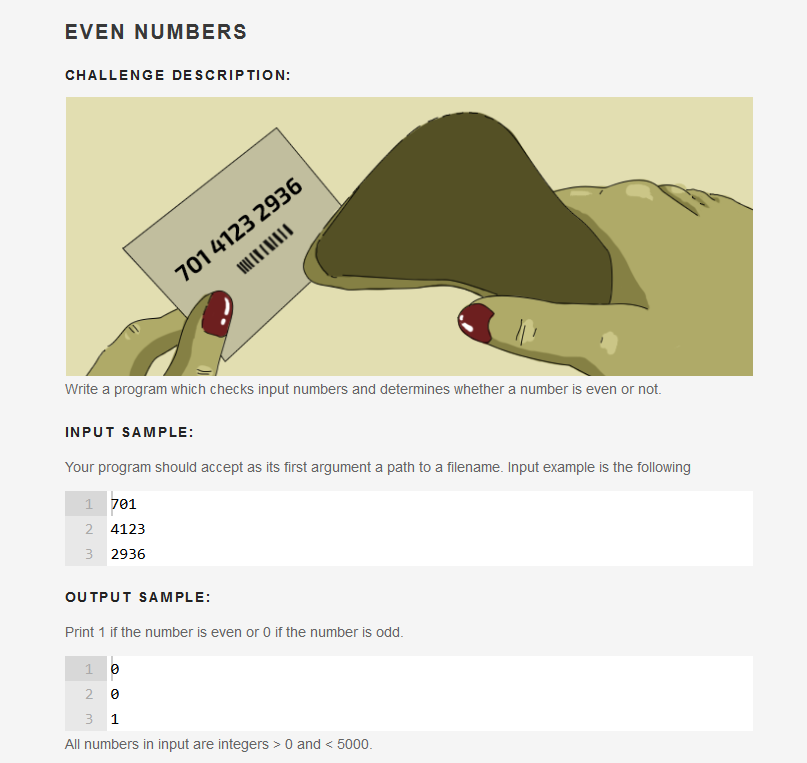 EVEN NUMBERS
CHALLENGE DESCRIPTION:
701 4123 2936
Write a program which checks input numbers and determines whether a number is even or not.
INPUT SAMPLE:
Your program should accept as its first argument a path to a filename. Input example is the following
1 701
2 4123
3 2936
OUTPUT SAMPLE:
Print 1 if the number is even or 0 if the number is odd.
1 0
2 0
3 1
All numbers in input are integers > 0 and < 5000.